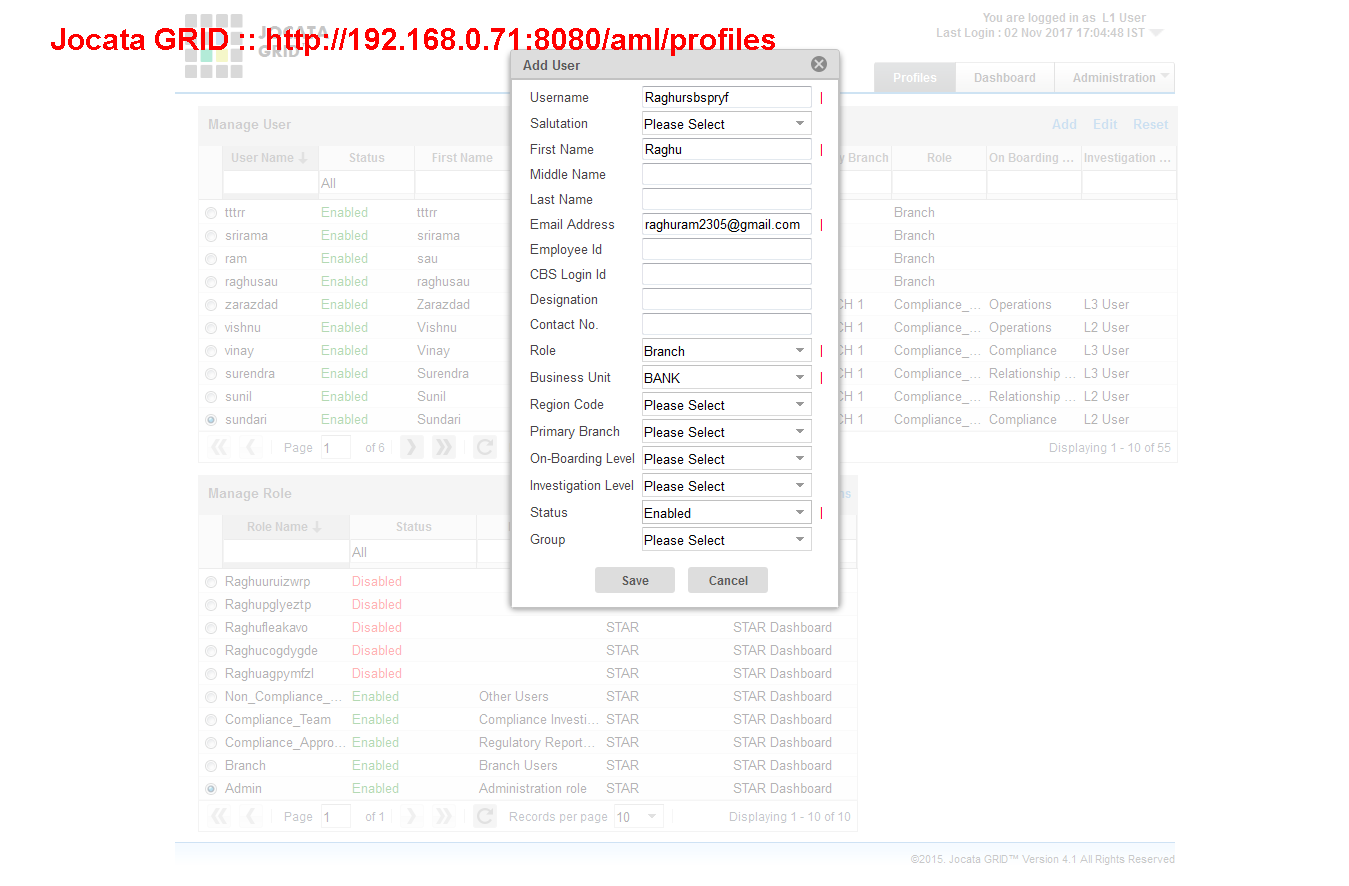 You are logged in as L1 User
JOCATA
Jocata GRID :: http://192.168.0.71:8080/aml/profiles
Last Login : 02 Nov 2017 17:04:48 IST
GRID
Profiles Dashboard Administration
Add User
Username Raghursbspryf
Salutation Please Select
First Name Raghu
Middle Name
Last Name
Email Address raghuram2305@gmail.com
Employee Id
CBS Login Id
Designation
Contact No.
Role Branch
Business Unit BANK
Region Code Please Select
Primary Branch Please Select
On-Boarding Level Please Select
Investigation Level Please Select
Status Enabled
Group Please Select
Save Cancel
Manage User Add Edit Reset
User Name Status First Name y Branch Role On Boarding ... Investigation ...
All
tttrr Enabled tttrr Branch
srirama Enabled srirama Branch
ram Enabled sau Branch
raghusau Enabled raghusau Branch
zarazdad Enabled Zarazdad CH 1 Compliance_... Operations L3 User
vishnu Enabled Vishnu CH 1 Compliance_... Operations L2 User
vinay Enabled Vinay CH 1 Compliance_... Compliance L3 User
surendra Enabled Surendra CH 1 Compliance_... Relationship ... L3 User
sunil Enabled Sunil CH 1 Compliance_... Relationship ... L2 User
sundari Enabled Sundari CH 1 Compliance_... Compliance L2 User
Page 1 of 6 Displaying 1 - 10 of 55
Manage Role
Role Name Status
All
Raghuuruizwrp Disabled
Raghupglyeztp Disabled
Raghufleakavo Disabled STAR STAR Dashboard
Raghucogdygde Disabled STAR STAR Dashboard
Raghuagpymfzl Disabled STAR STAR Dashboard
Non_Compliance_... Enabled Other Users STAR STAR Dashboard
Compliance_Team Enabled Compliance Investi... STAR STAR Dashboard
Compliance_Appro... Enabled Regulatory Report... STAR STAR Dashboard
Branch Enabled Branch Users STAR STAR Dashboard
Admin Enabled Administration role STAR STAR Dashboard
Page 1 of 1 Records per page 10 Displaying 1 - 10 of 10
©2015. Jocata GRID™ Version 4.1 All Rights Reserved